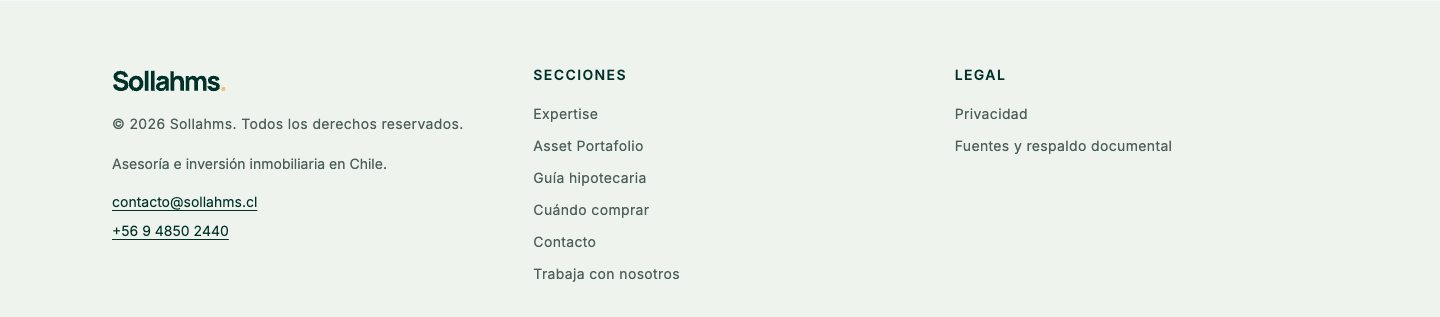 Sollahms.
© 2026 Sollahms. Todos los derechos reservados.
Asesoría e inversión inmobiliaria en Chile.
contacto@sollahms.cl
+56 9 4850 2440
SECCIONES
Expertise
Asset Portafolio
Guía hipotecaria
Cuándo comprar
Contacto
Trabaja con nosotros
LEGAL
Privacidad
Fuentes y respaldo documental